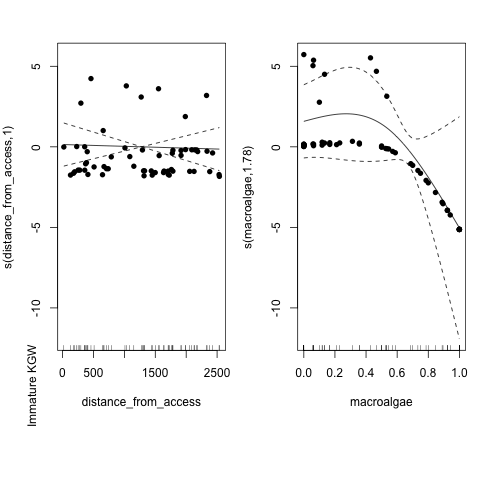 5
0
-5
-10
s(distance_from_access,1)
0 500 1500 2500
distance_from_access
Immature KGW
5
0
-5
-10
s(macroalgae,1.78)
0.0 0.2 0.4 0.6 0.8 1.0
macroalgae